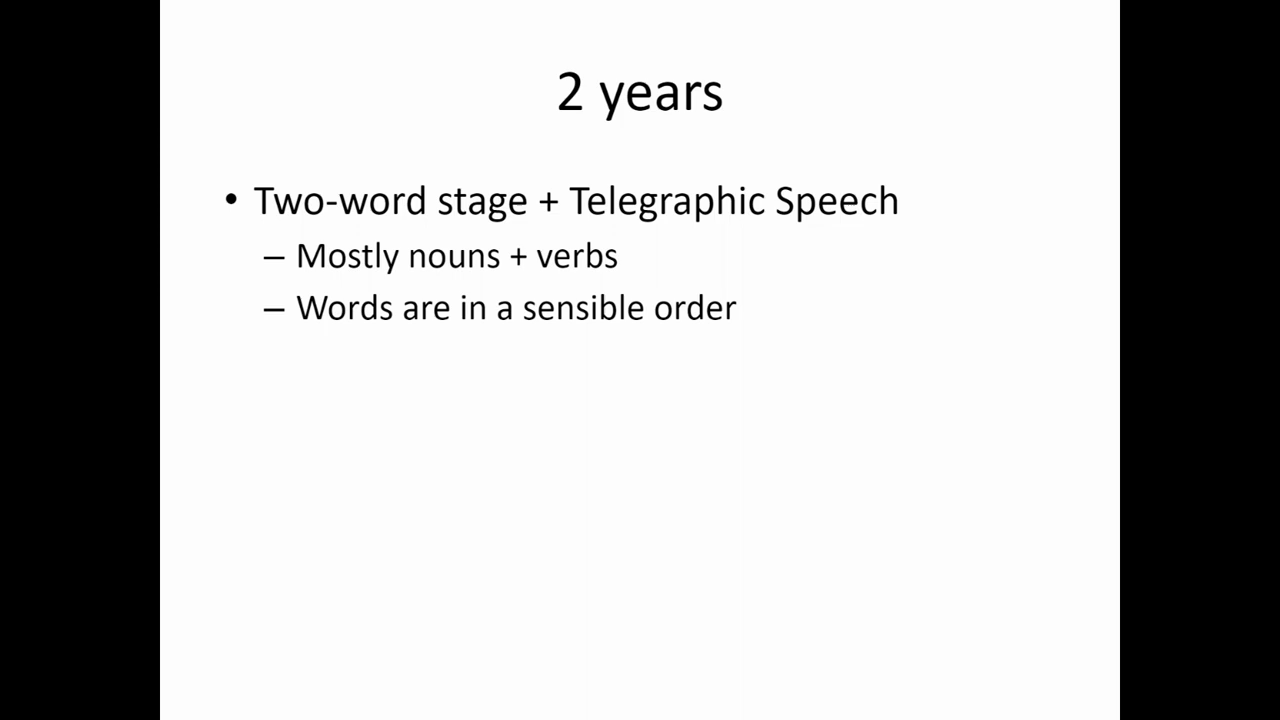 2 years
• Two-word stage + Telegraphic Speech
– Mostly nouns + verbs
– Words are in a sensible order